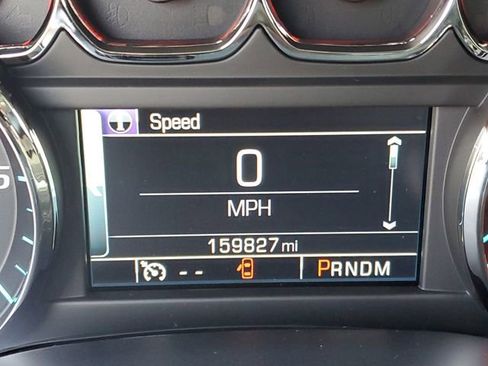 Speed
0
MPH
159827 mi
-- PRNDM